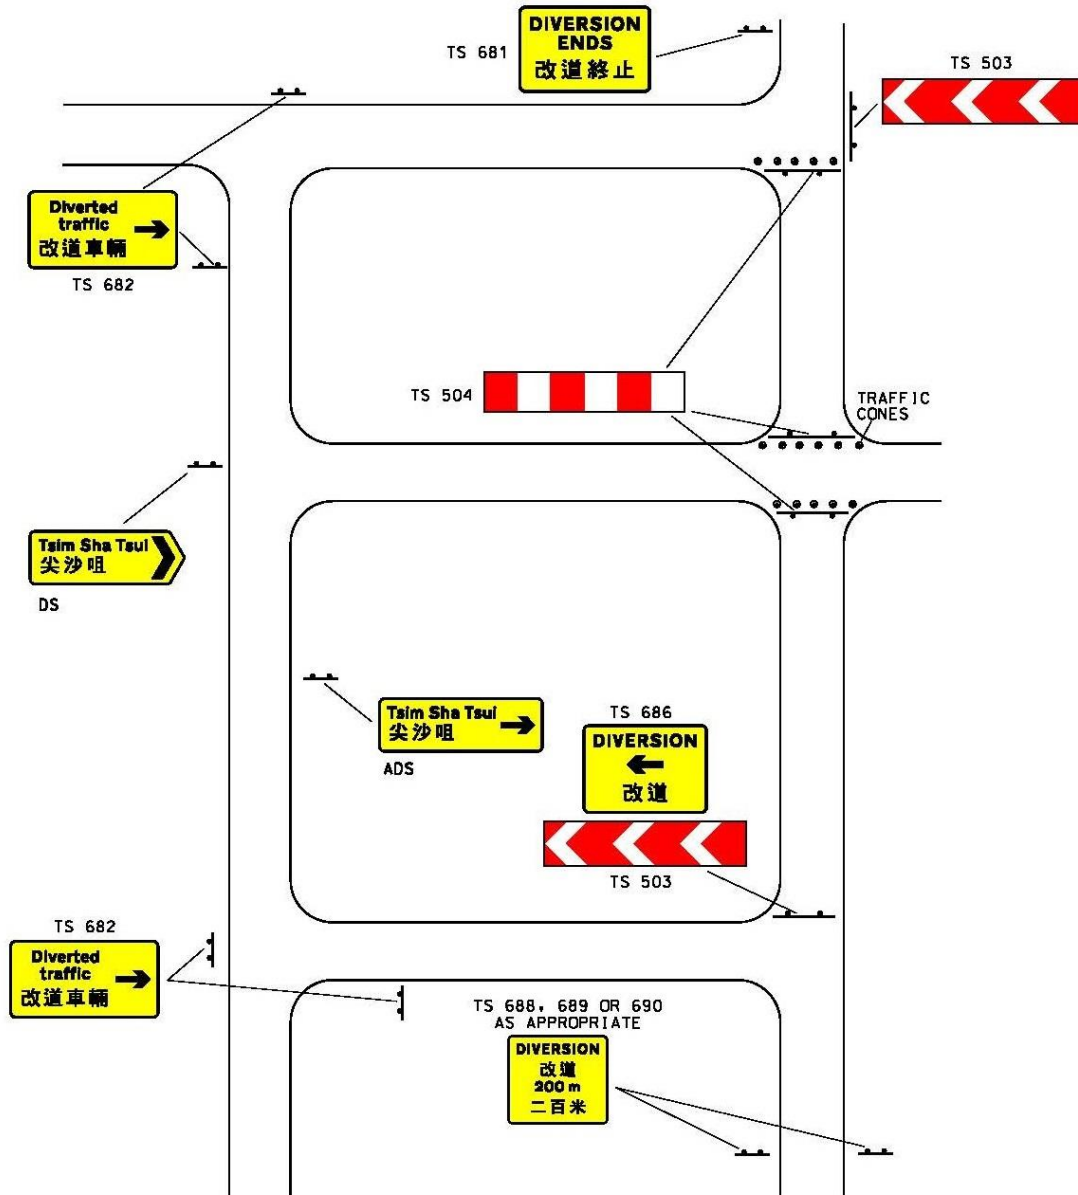 DIVERSION
ENDS
改道終止
TS 681
TS 503
Diverted
traffic
改道車輛
TS 682
TS 504
TRAFFIC
CONES
Tsim Sha Tsui
尖沙咀
DS
Tsim Sha Tsui
尖沙咀
ADS
TS 686
DIVERSION
改道
TS 503
TS 682
Diverted
traffic
改道車輛
TS 688, 689 OR 690
AS APPROPRIATE
DIVERSION
改道
200 m
二百米